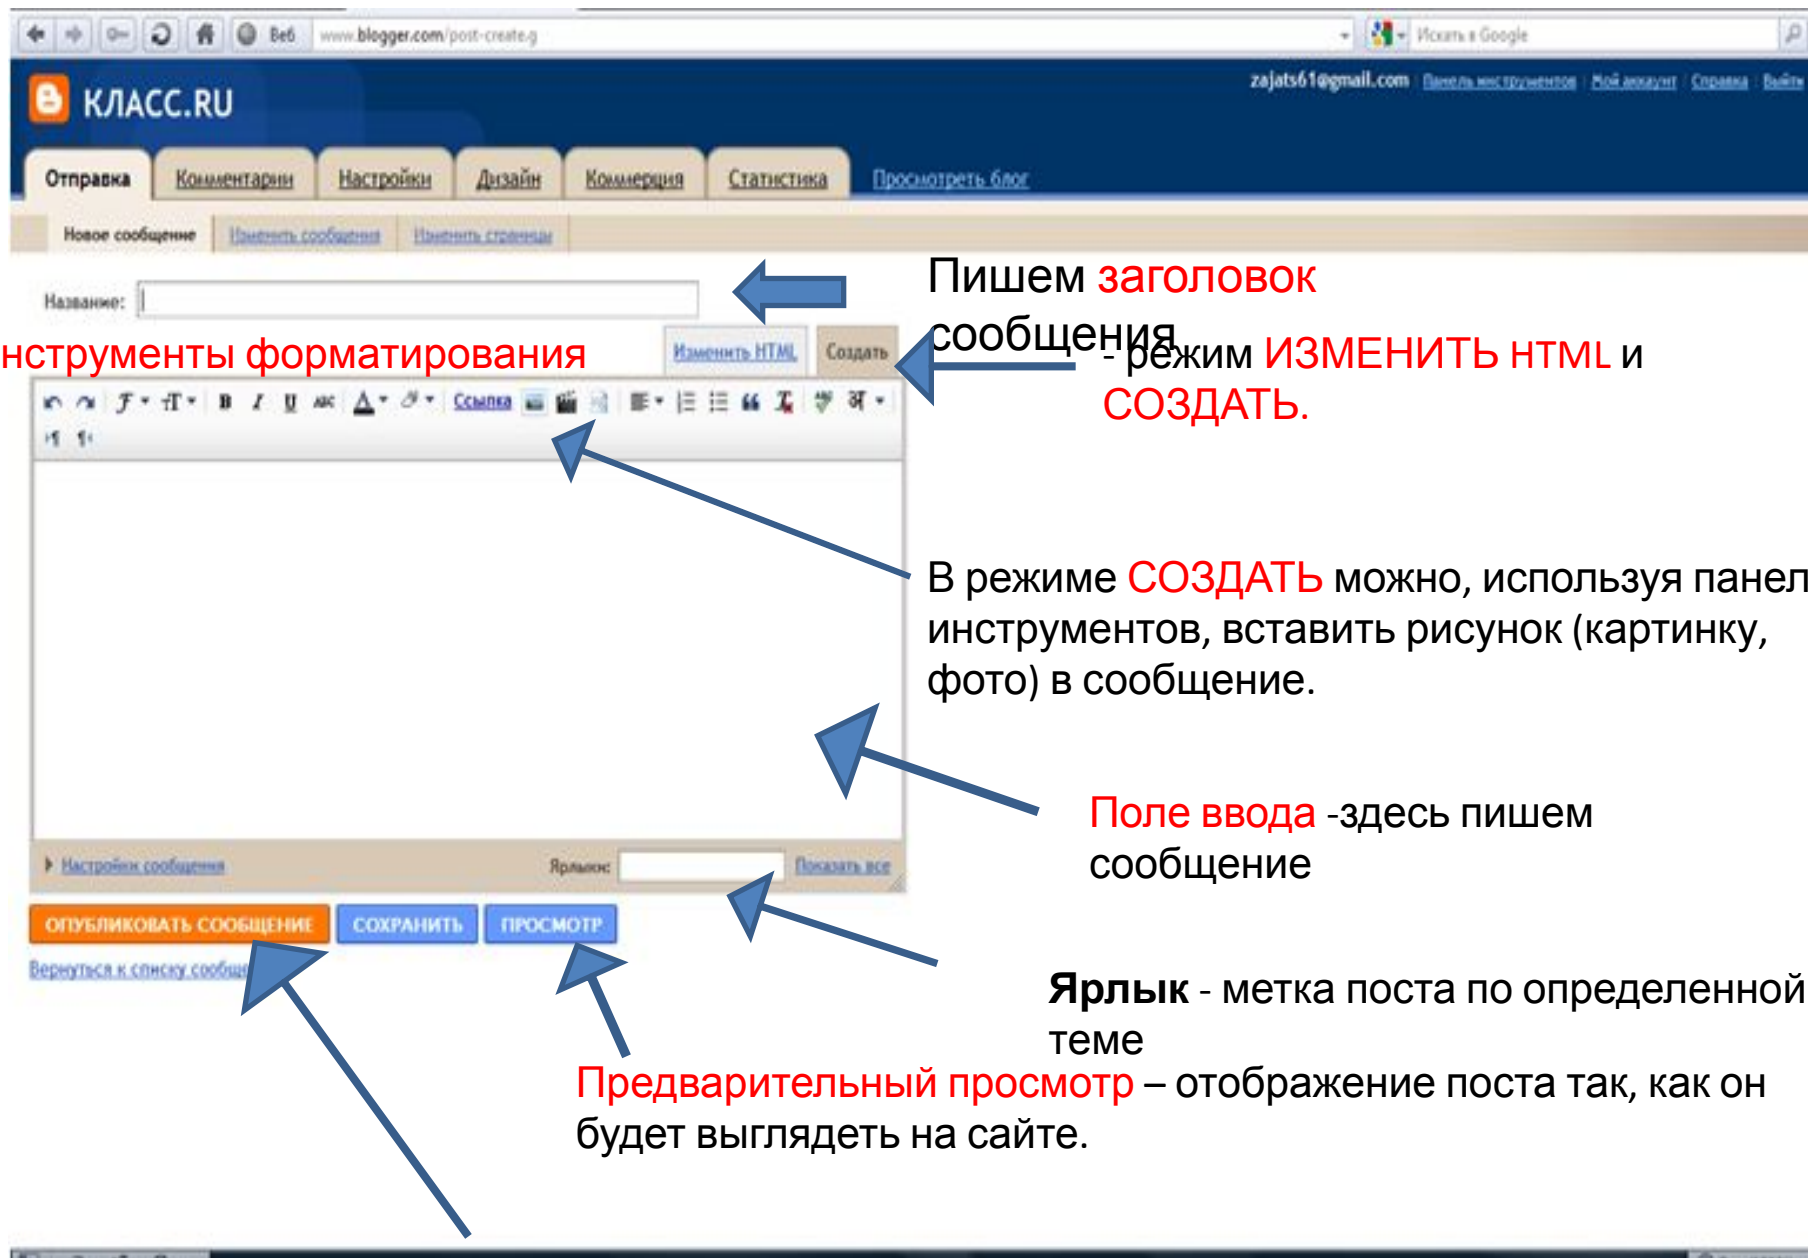 Веб www.blogger.com/post-create.g Искать в Google
КЛАСС.RU
zajats61@gmail.com Панель инструментов Мой аккаунт Справка Выйти
Отправка Комментарии Настройки Дизайн Коммерция Статистика Просмотреть блог
Новое сообщение Изменить сообщения Изменить страницы
Название:
Пишем заголовок
сообщения
нструменты форматирования
Изменить HTML Создать
- режим ИЗМЕНИТЬ HTML и
СОЗДАТЬ.
Ссылка
В режиме СОЗДАТЬ можно, используя панел
инструментов, вставить рисунок (картинку,
фото) в сообщение.
Поле ввода -здесь пишем
сообщение
Настройки сообщения Ярлыки: Показать все
ОПУБЛИКОВАТЬ СООБЩЕНИЕ СОХРАНИТЬ ПРОСМОТР
Вернуться к списку сообще
Ярлык - метка поста по определенной
теме
Предварительный просмотр – отображение поста так, как он
будет выглядеть на сайте.